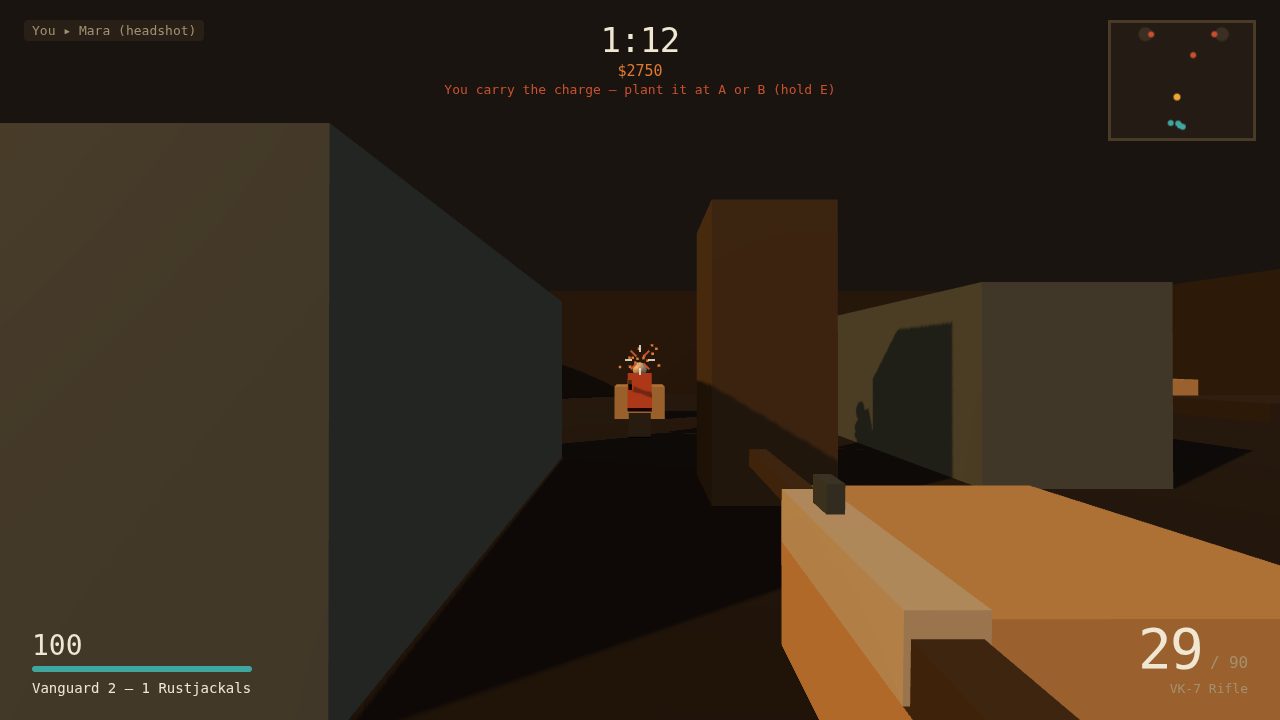 You ▸ Mara (headshot)
1:12
$2750
You carry the charge — plant it at A or B (hold E)
100
Vanguard 2 — 1 Rustjackals
29 / 90
VK-7 Rifle